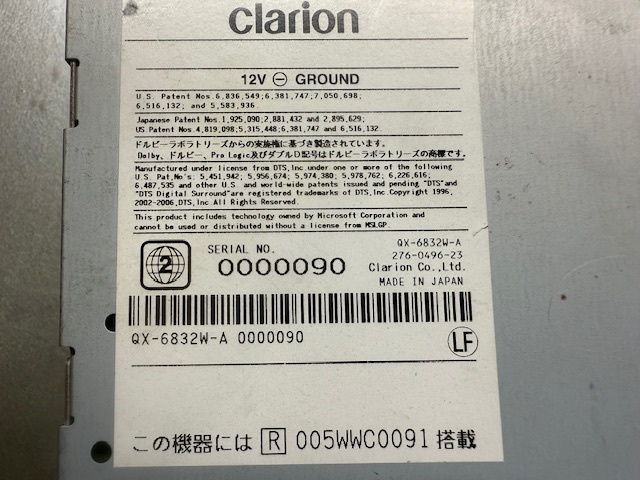 clarion
12V ⊖ GROUND
U.S. Patent Nos.6,836,549;6,381,747;7,050,698;
6,516,132; and 5,583,936.
Japanese Patent Nos.1,925,090;2,881,432 and 2,895,629;
US Patent Nos.4,819,098;5,315,448;6,381,747 and 6,516,132.
ドルビーラボラトリーズからの実施権に基づき製造されています。
Dolby、ドルビー、Pro Logic及びダブルD記号はドルビーラボラトリーズの商標です。
Manufactured under license from DTS,Inc under one or more of the following
U.S. Pat,No's: 5,451,942; 5,956,674; 5,974,380; 5,978,762; 6,226,616;
6,487,535 and other U.S. and world-wide patents issued and pending "DTS"and
"DTS Digital Surround"are registered trademarks of DTS,Inc.Copyright 1996,
2002-2006,DTS,Inc.All Rights Reserved.
This product includes technology owned by Microsoft Corporation and
cannot be used or distributed without a license from MSLGP.
2
SERIAL NO.
0000090
QX-6832W-A
276-0496-23
Clarion Co.,Ltd.
MADE IN JAPAN
QX-6832W-A 0000090
LF
この機器には R 005WWC0091 搭載